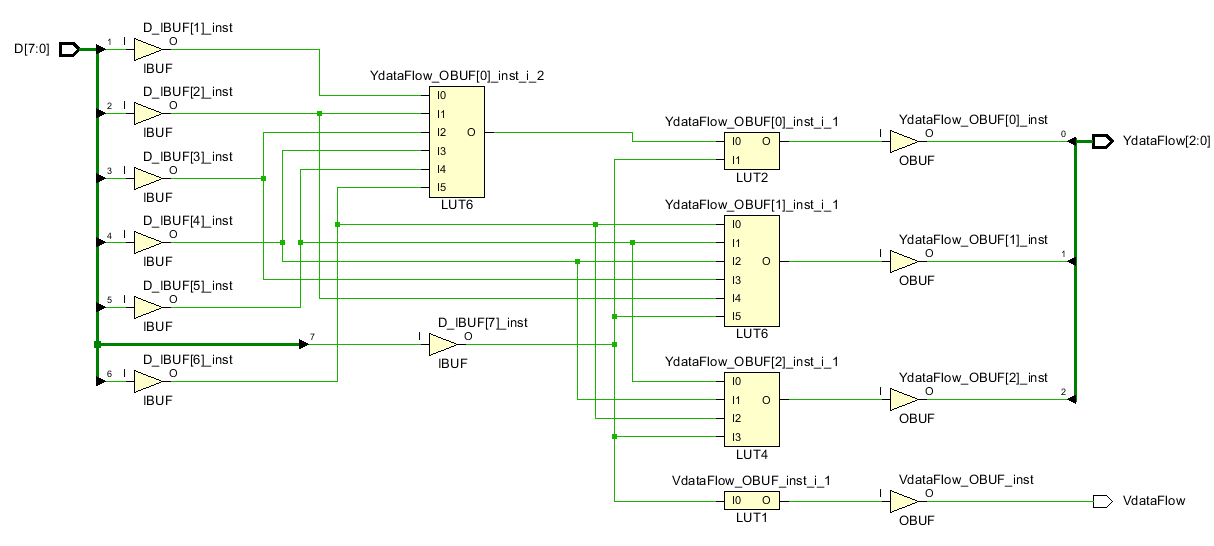 D[7:0]
1
I
D_IBUF[1]_inst
O
IBUF
2
I
D_IBUF[2]_inst
O
IBUF
3
I
D_IBUF[3]_inst
O
IBUF
4
I
D_IBUF[4]_inst
O
IBUF
5
I
D_IBUF[5]_inst
O
IBUF
7
I
D_IBUF[7]_inst
O
IBUF
6
I
D_IBUF[6]_inst
O
IBUF
YdataFlow_OBUF[0]_inst_i_2
I0
I1
I2
O
I3
I4
I5
LUT6
YdataFlow_OBUF[0]_inst_i_1
I0 O
I1
LUT2
YdataFlow_OBUF[1]_inst_i_1
I0
I1
I2 O
I3
I4
I5
LUT6
YdataFlow_OBUF[2]_inst_i_1
I0
I1 O
I2
I3
LUT4
VdataFlow_OBUF_inst_i_1
I0 O
LUT1
YdataFlow_OBUF[0]_inst
I
O
OBUF
0
YdataFlow[2:0]
YdataFlow_OBUF[1]_inst
I
O
OBUF
1
YdataFlow_OBUF[2]_inst
I
O
OBUF
2
VdataFlow_OBUF_inst
I
O
OBUF
VdataFlow